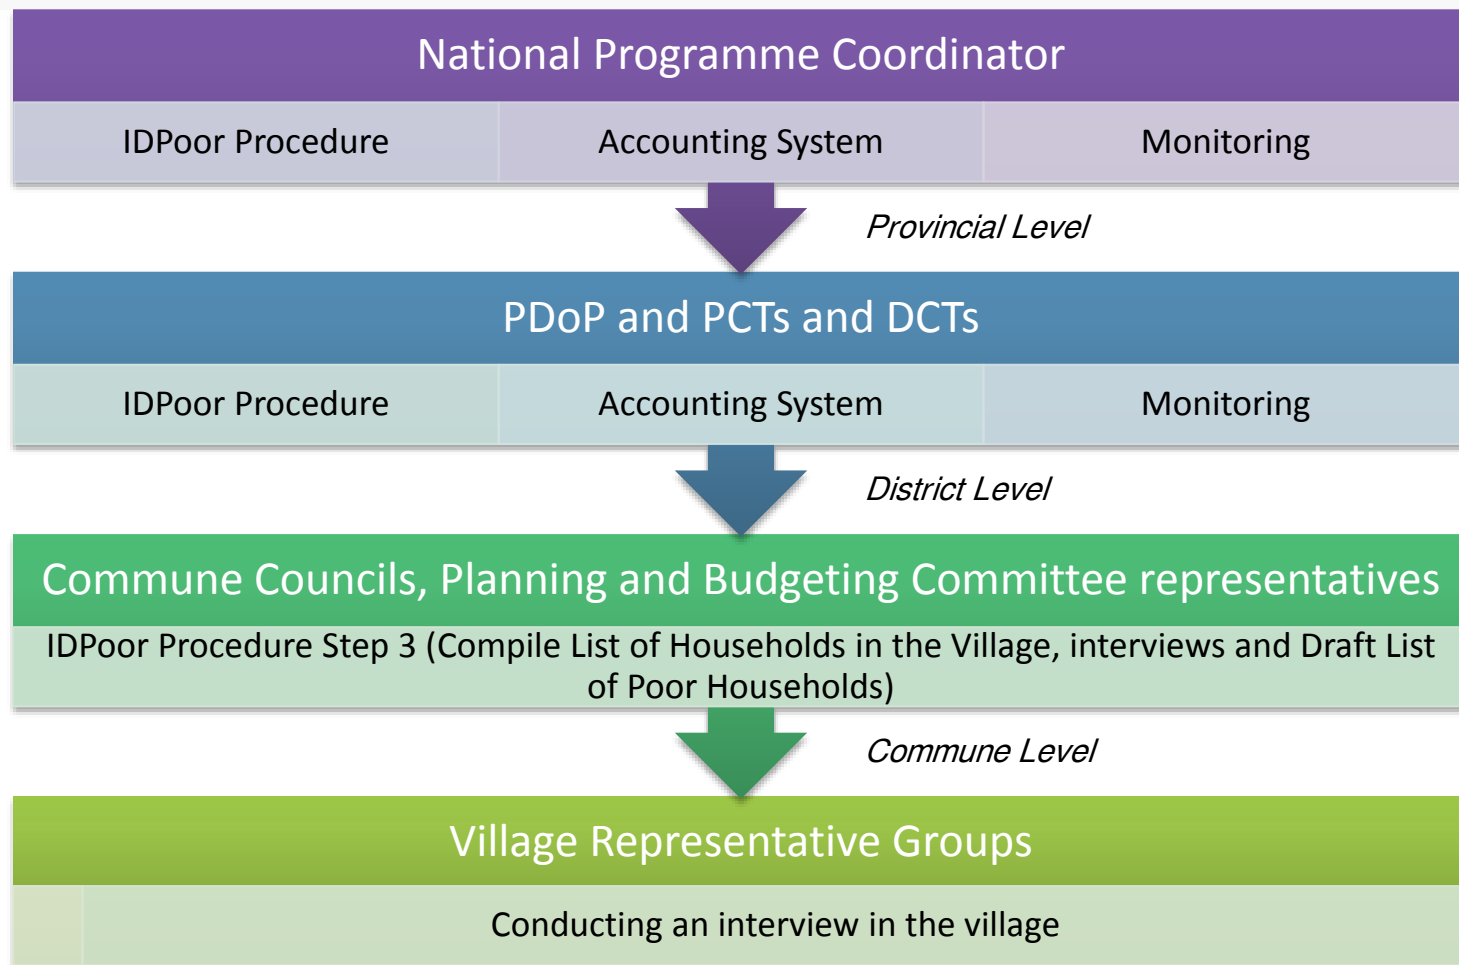 National Programme Coordinator
IDPoor Procedure
Accounting System
Monitoring
Provincial Level
PDoP and PCTs and DCTs
IDPoor Procedure
Accounting System
Monitoring
District Level
Commune Councils, Planning and Budgeting Committee representatives
IDPoor Procedure Step 3 (Compile List of Households in the Village, interviews and Draft List
of Poor Households)
Commune Level
Village Representative Groups
Conducting an interview in the village